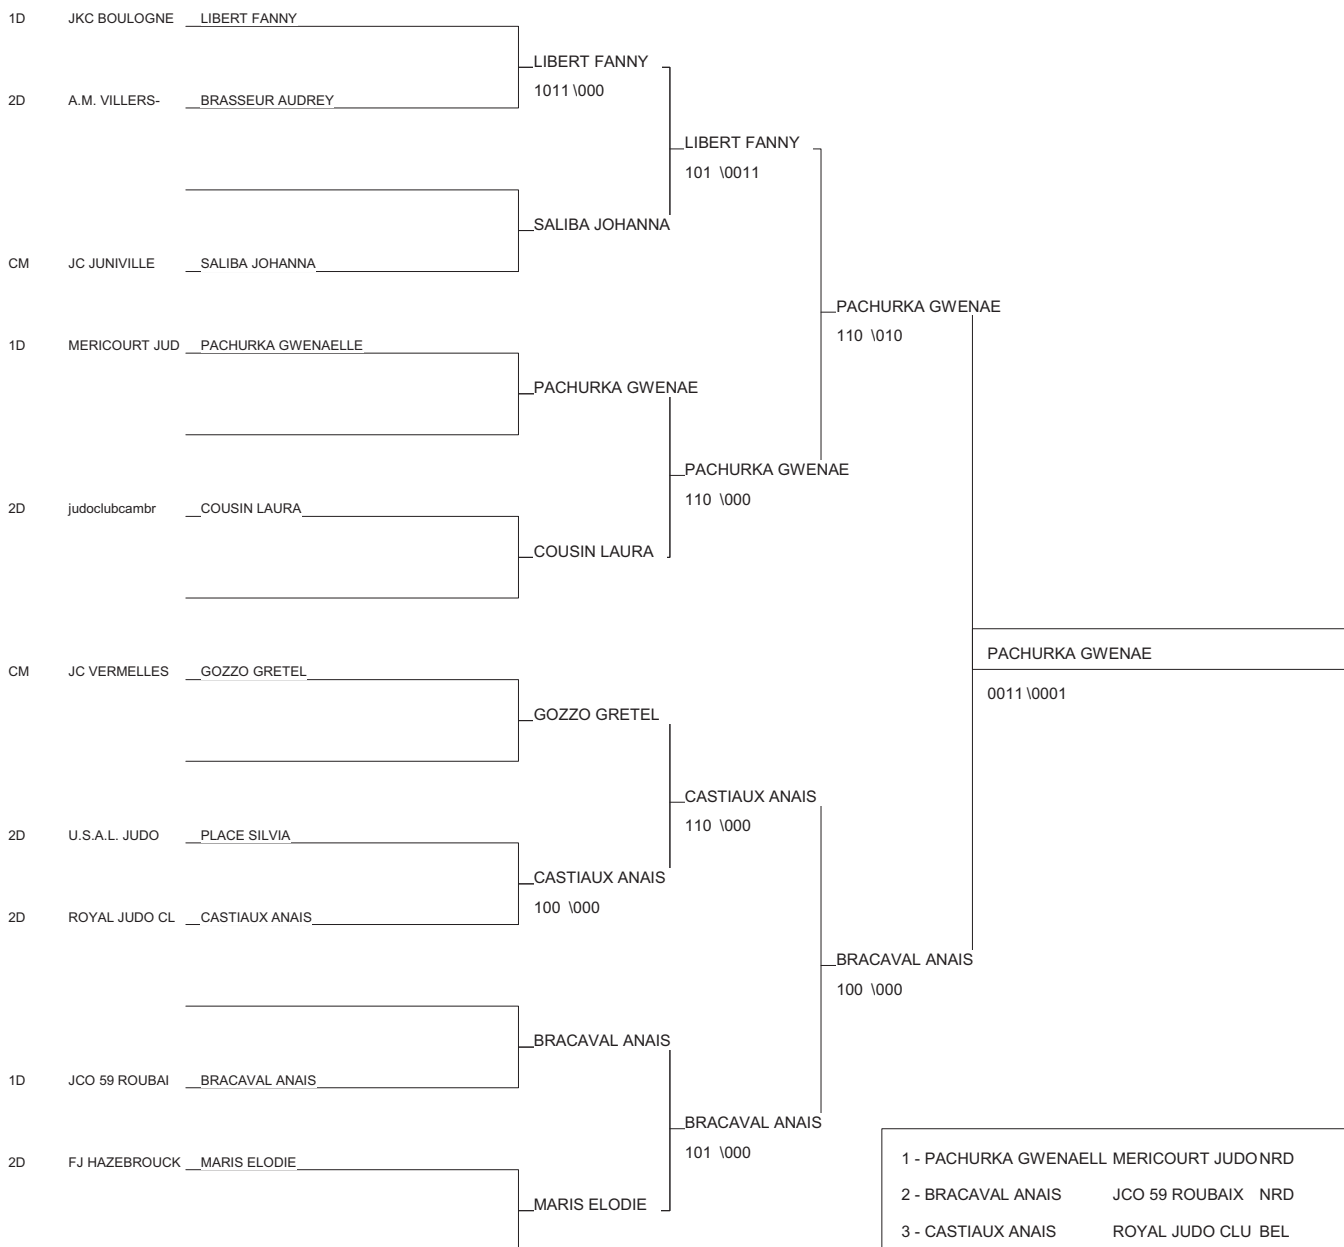 1D JKC BOULOGNE LIBERT FANNY
LIBERT FANNY
1011 \000
2D A.M. VILLERS- BRASSEUR AUDREY
LIBERT FANNY
101 \0011
SALIBA JOHANNA
CM JC JUNIVILLE SALIBA JOHANNA
PACHURKA GWENAE
110 \010
1D MERICOURT JUD PACHURKA GWENAELLE
PACHURKA GWENAE
PACHURKA GWENAE
110 \000
2D judoclubcambr COUSIN LAURA
COUSIN LAURA
PACHURKA GWENAE
0011 \0001
CM JC VERMELLES GOZZO GRETEL
GOZZO GRETEL
CASTIAUX ANAIS
110 \000
2D U.S.A.L. JUDO PLACE SILVIA
CASTIAUX ANAIS
100 \000
2D ROYAL JUDO CL CASTIAUX ANAIS
BRACAVAL ANAIS
100 \000
BRACAVAL ANAIS
1D JCO 59 ROUBAI BRACAVAL ANAIS
BRACAVAL ANAIS
101 \000
2D FJ HAZEBROUCK MARIS ELODIE
MARIS ELODIE
1 - PACHURKA GWENAELL MERICOURT JUDO NRD
2 - BRACAVAL ANAIS JCO 59 ROUBAIX NRD
3 - CASTIAUX ANAIS ROYAL JUDO CLU BEL